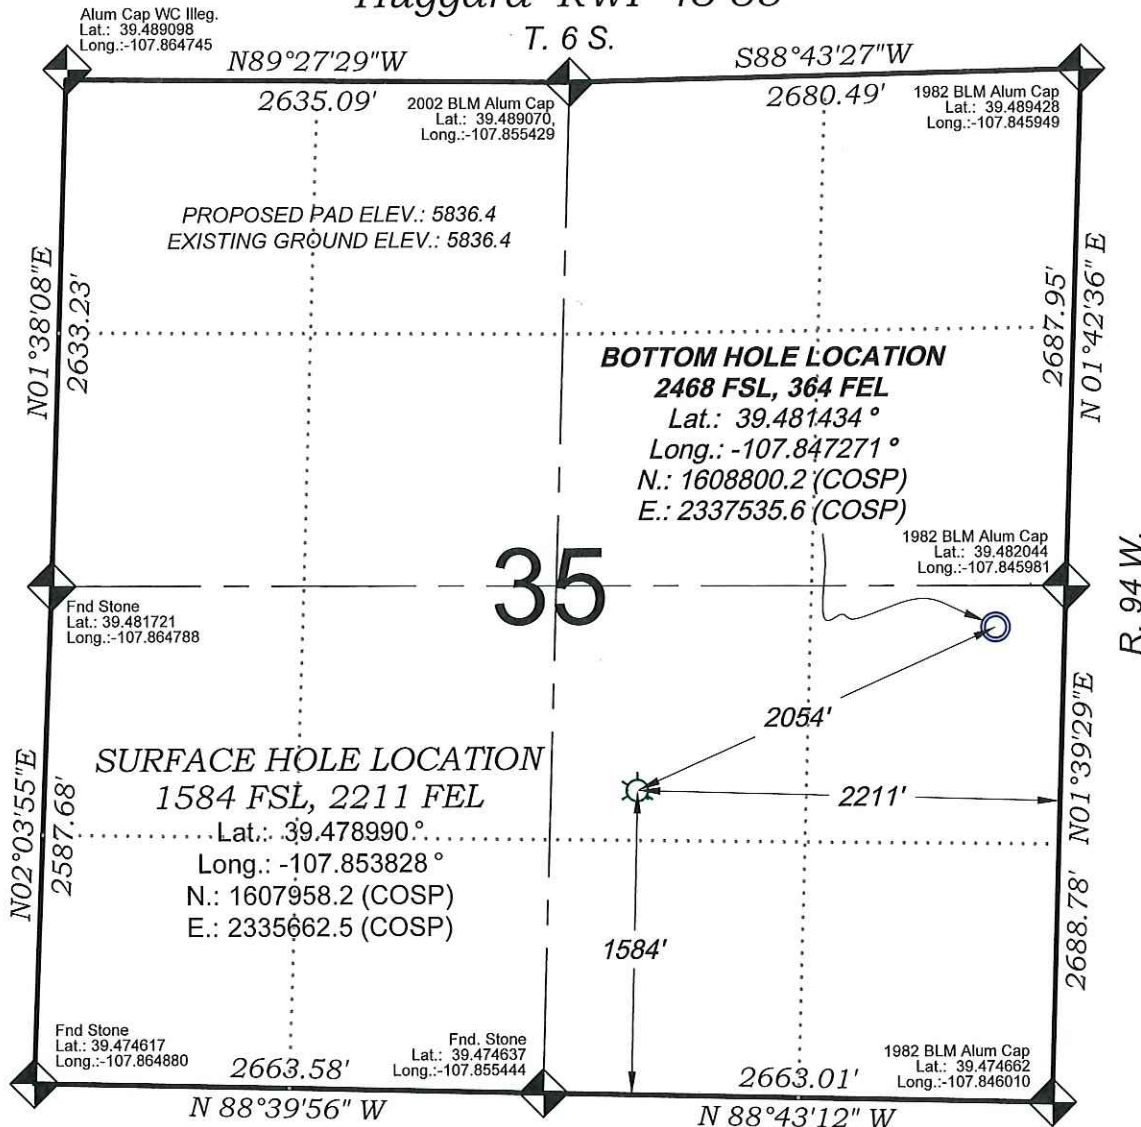 T. 6 S.
Alum Cap WC Illeg.
Lat.: 39.489098
Long.:-107.864745
N89°27'29"W
2635.09'
2002 BLM Alum Cap
Lat.: 39.489070,
Long.:-107.855429
S88°43'27"W
2680.49'
1982 BLM Alum Cap
Lat.: 39.489428
Long.:-107.845949
PROPOSED PAD ELEV.: 5836.4
EXISTING GROUND ELEV.: 5836.4
N01°38'08"E
2633.23'
2687.95'
N 01°42'36" E
BOTTOM HOLE LOCATION
2468 FSL, 364 FEL
Lat.: 39.481434 °
Long.: -107.847271 °
N.: 1608800.2 (COSP)
E.: 2337535.6 (COSP)
1982 BLM Alum Cap
Lat.: 39.482044
Long.:-107.845981
35
R. 94 W.
Fnd Stone
Lat.: 39.481721
Long.:-107.864788
2054'
2211'
SURFACE HOLE LOCATION
1584 FSL, 2211 FEL
Lat.: 39.478990 °
Long.: -107.853828 °
N.: 1607958.2 (COSP)
E.: 2335662.5 (COSP)
N02°03'55"E
2587.68'
N01°39'29"E
2688.78'
1584'
Fnd Stone
Lat.: 39.474617
Long.:-107.864880
2663.58'
N 88°39'56" W
Fnd. Stone
Lat.: 39.474637
Long.:-107.855444
2663.01'
N 88°43'12" W
1982 BLM Alum Cap
Lat.: 39.474662
Long.:-107.846010